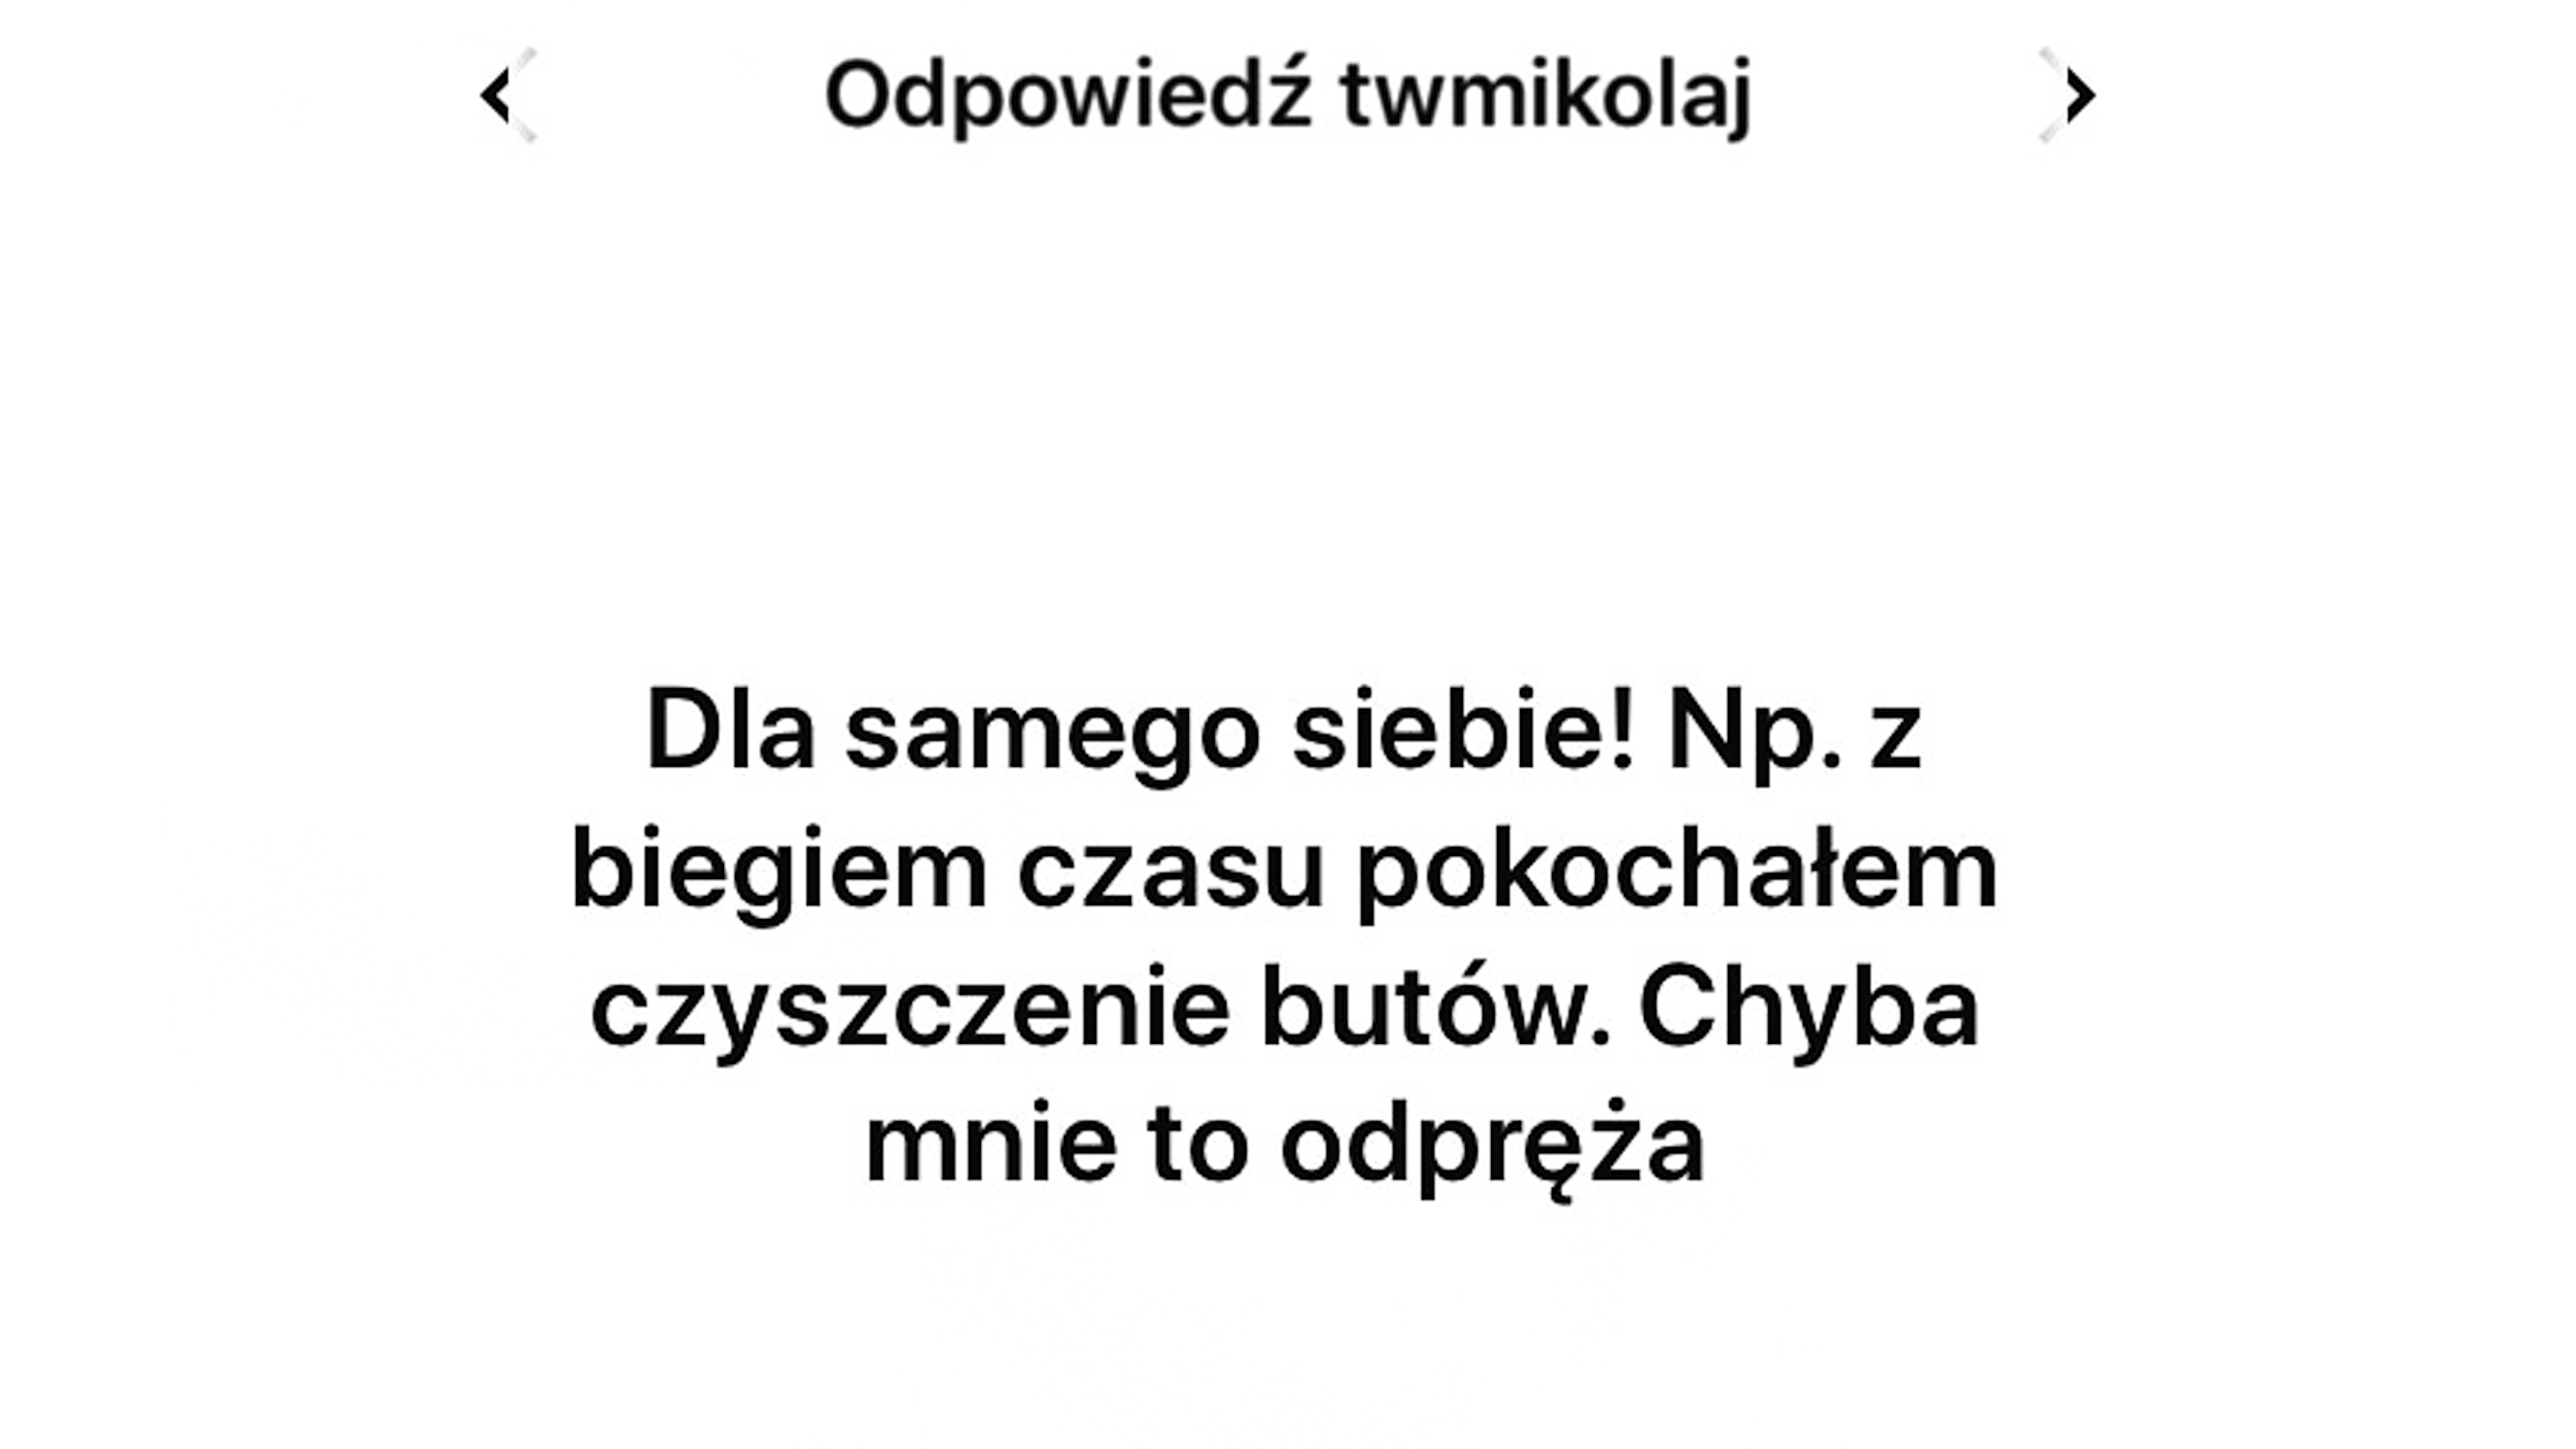 Odpowiedź twmikolaj
Dla samego siebie! Np. z
biegiem czasu pokochałem
czyszczenie butów. Chyba
mnie to odpręża